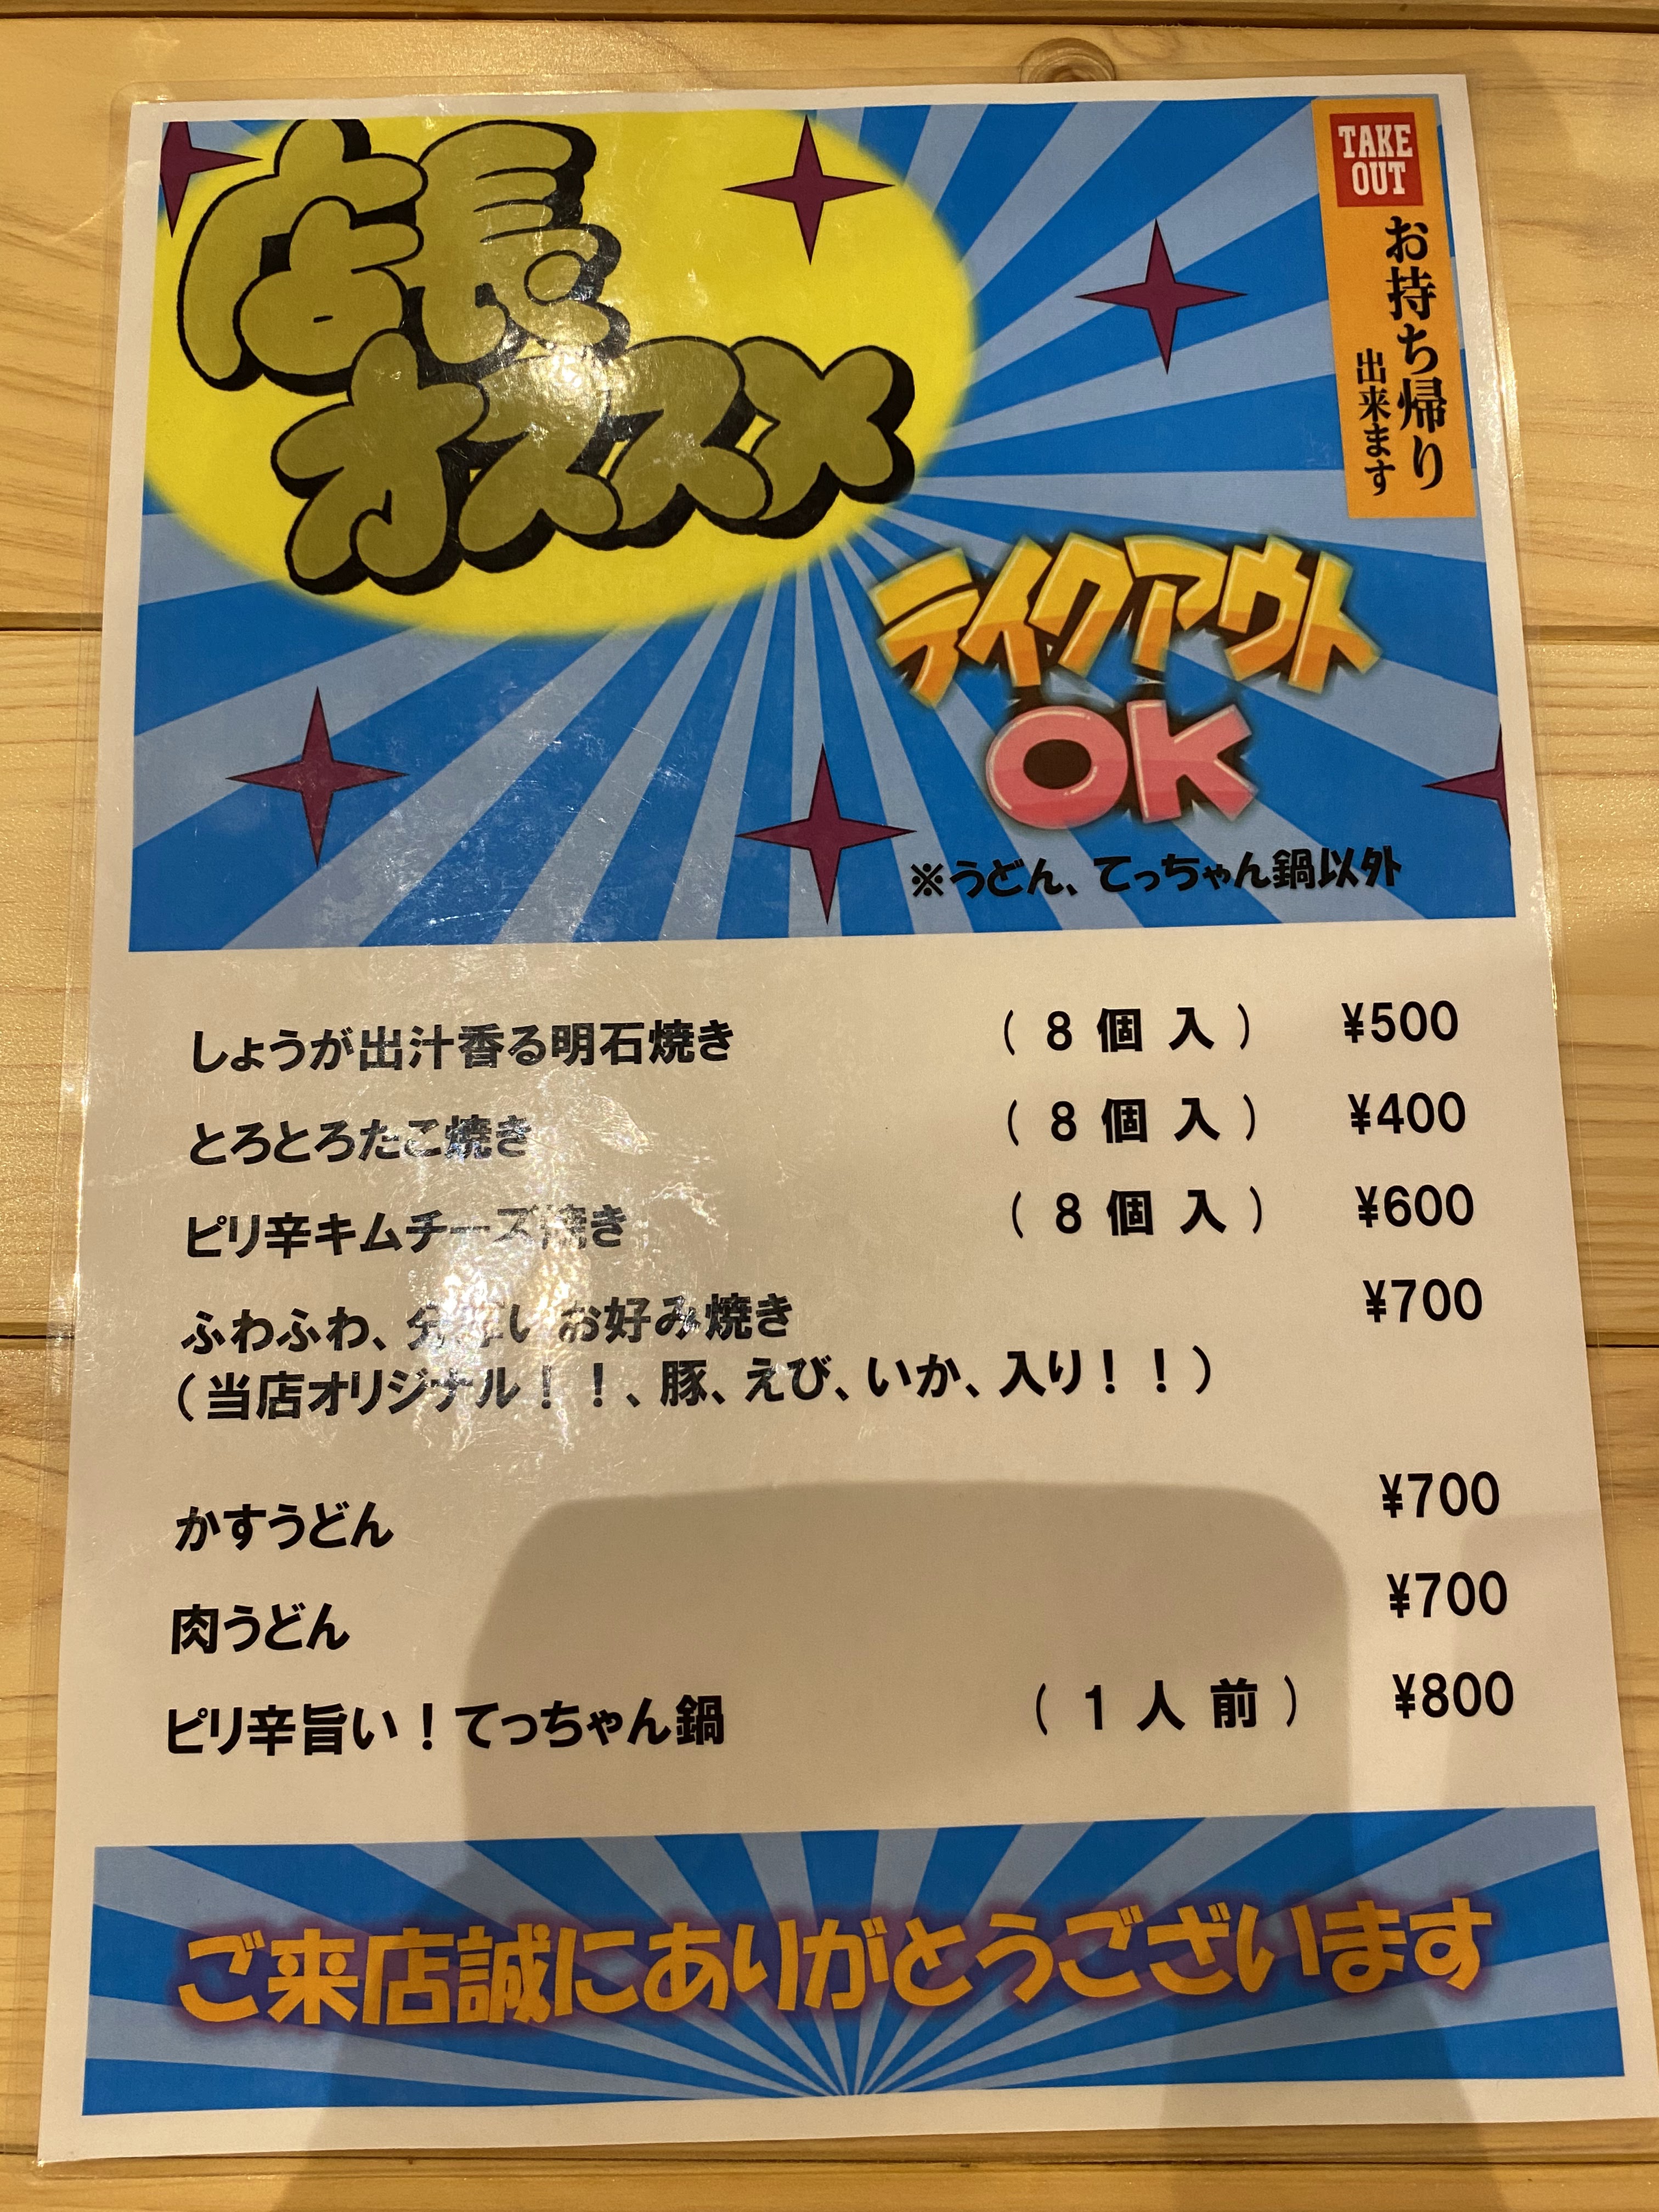 店長
オススメ
TAKE
OUT
お持ち帰り
出来ます
テイクアウト
OK
※うどん、てっちゃん鍋以外
しょうが出汁香る明石焼き （8個入） ¥500
とろとろたこ焼き （8個入） ¥400
ピリ辛キムチーズ焼き （8個入） ¥600
ふわふわ、分厚いお好み焼き ¥700
（当店オリジナル！！、豚、えび、いか、入り！！）
かすうどん ¥700
肉うどん ¥700
ピリ辛旨い！てっちゃん鍋 （1人前） ¥800
ご来店誠にありがとうございます